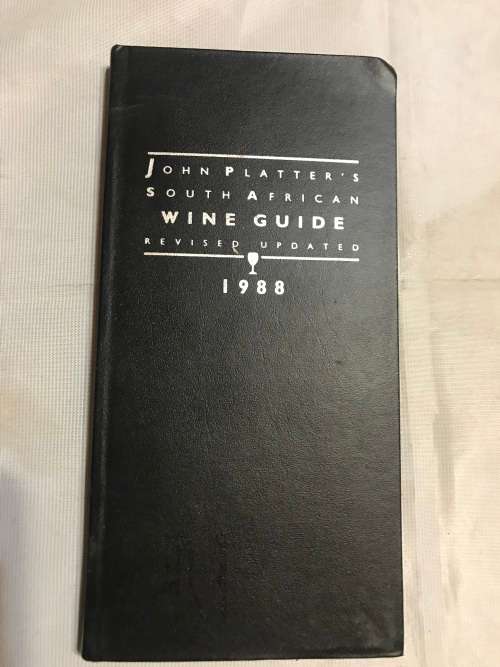 JOHN PLATTER'S
SOUTH AFRICAN
WINE GUIDE
REVISED UPDATED
1988